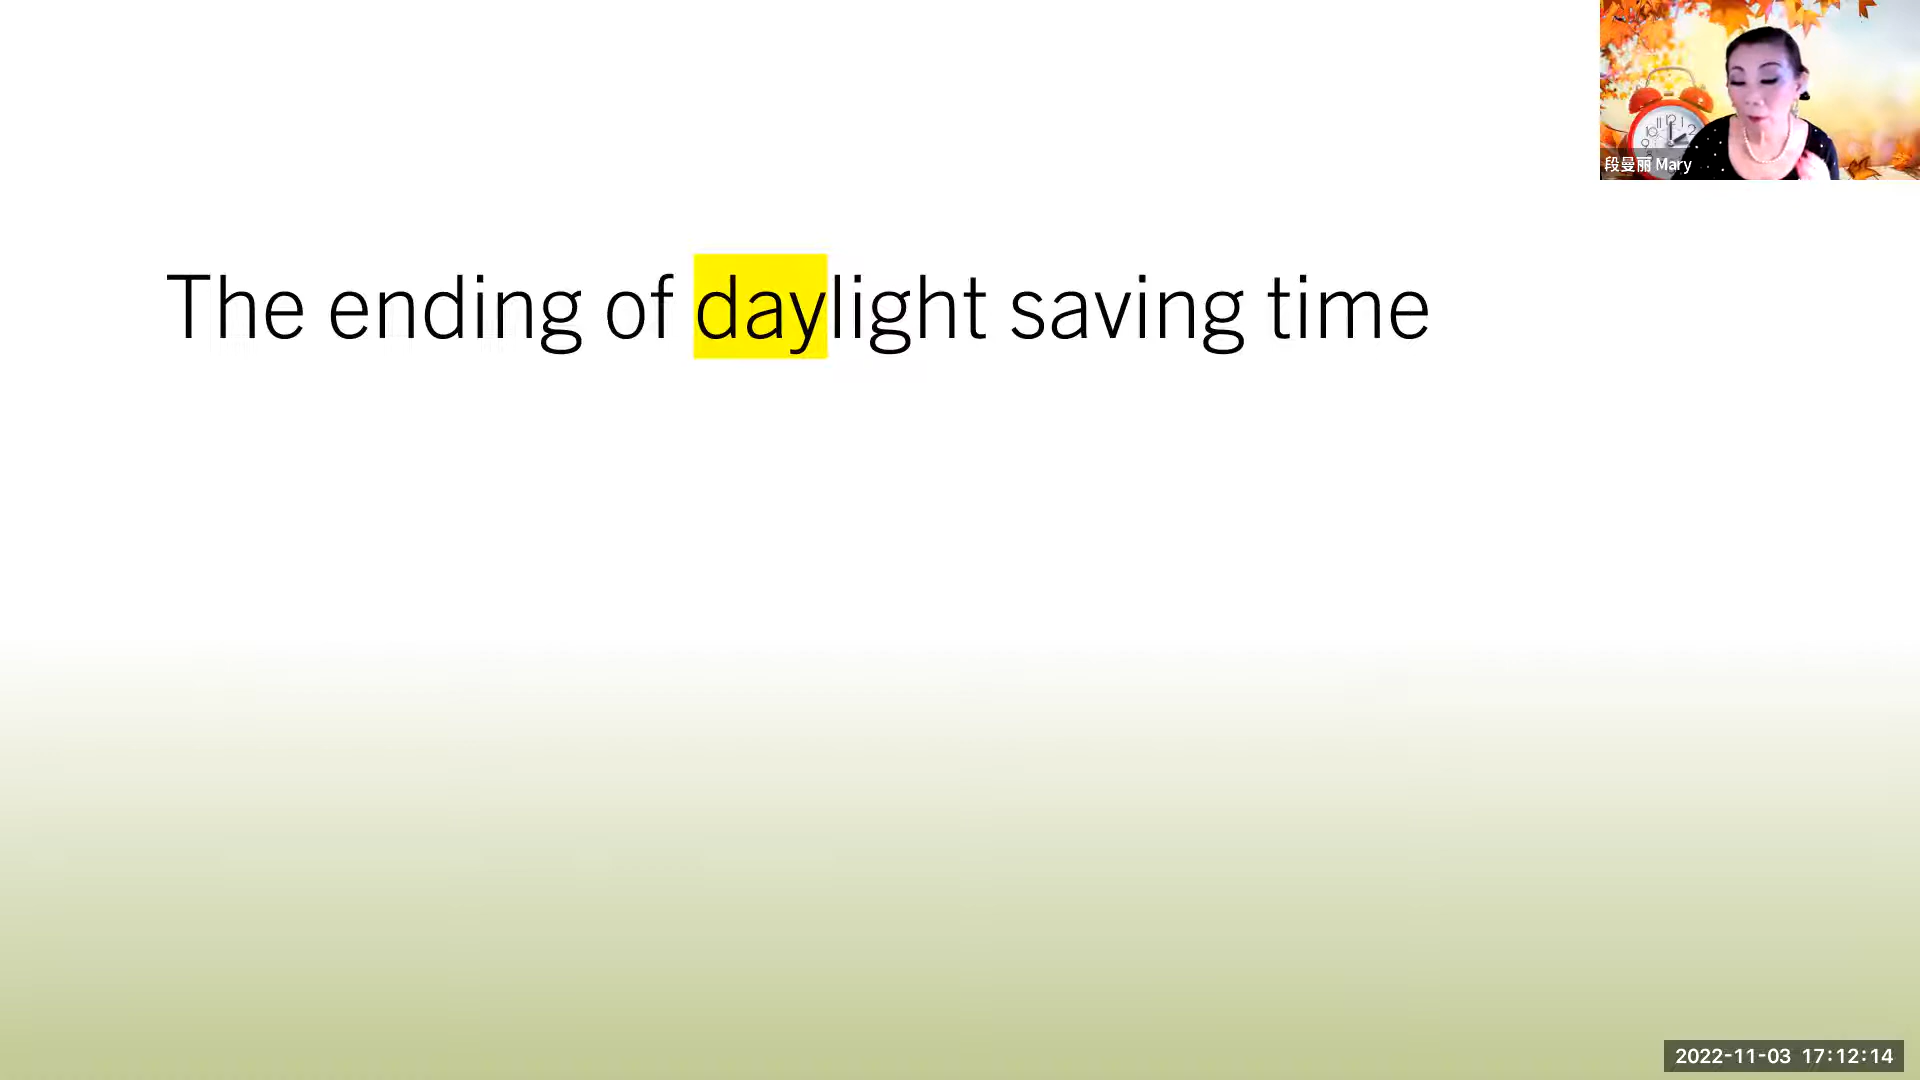 The ending of daylight saving time
段曼丽 Mary
2022-11-03 17:12:14